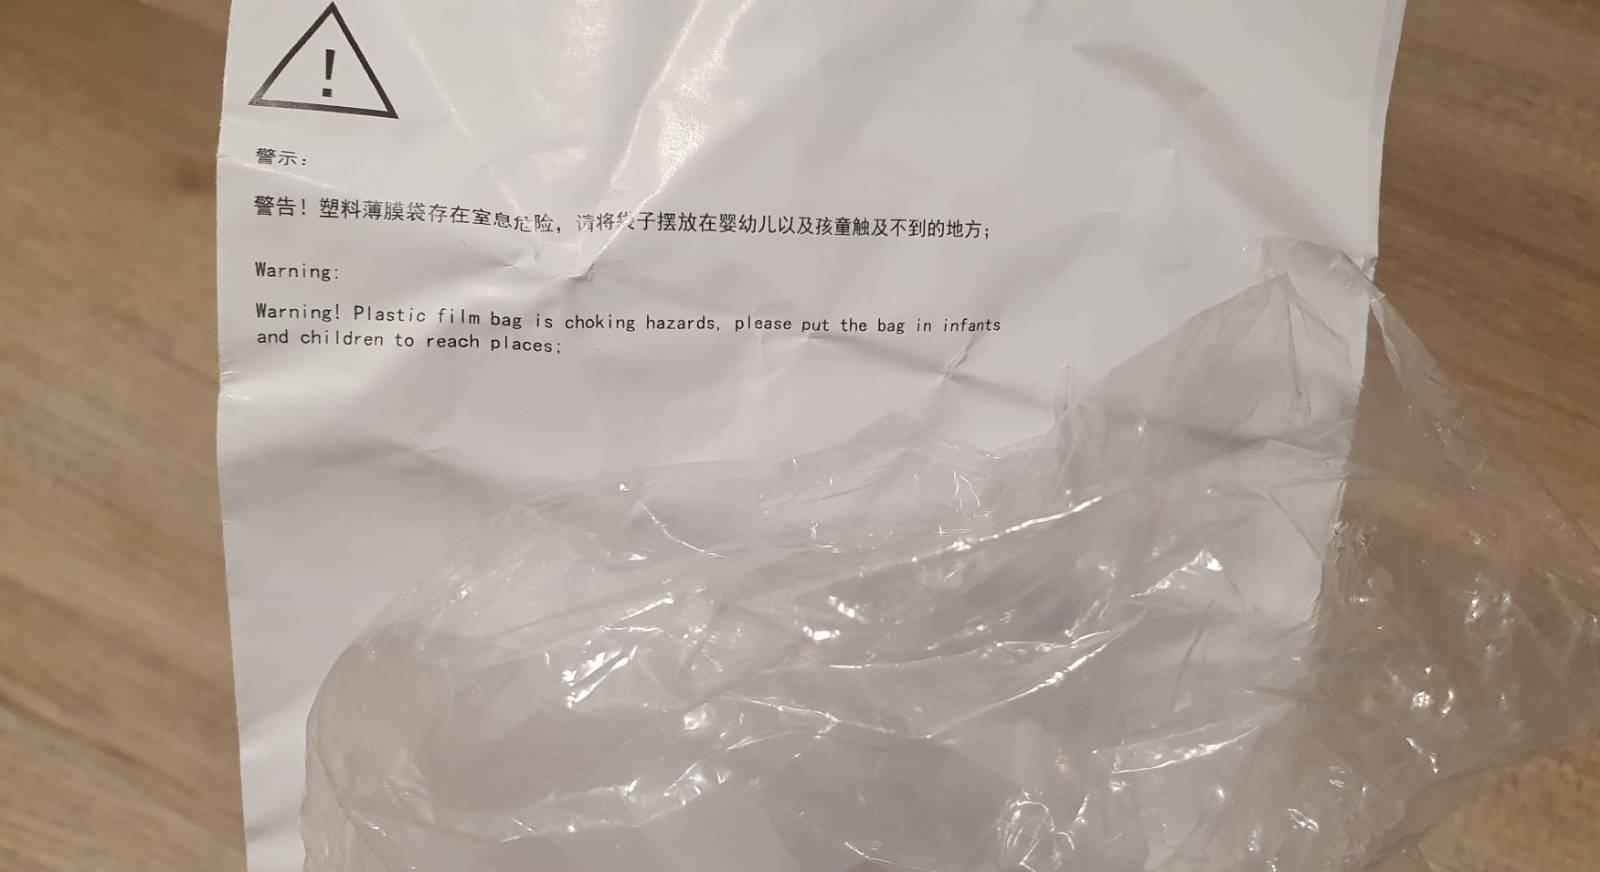 !
警示：
警告！塑料薄膜袋存在室息危险，请将袋子摆放在婴幼儿以及孩童触及不到的地方；
Warning:
Warning! Plastic film bag is choking hazards, please put the bag in infants
and children to reach places;